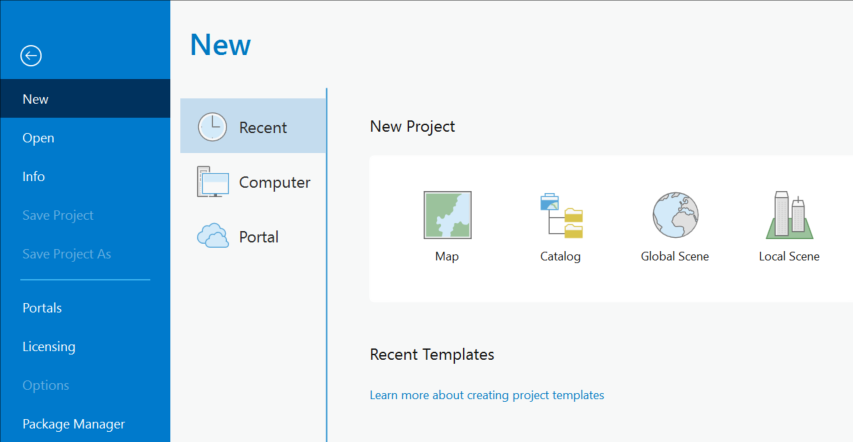 New
New
Open
Info
Save Project
Save Project As
Portals
Licensing
Options
Package Manager
Recent
Computer
Portal
New Project
Map
Catalog
Global Scene
Local Scene
Recent Templates
Learn more about creating project templates